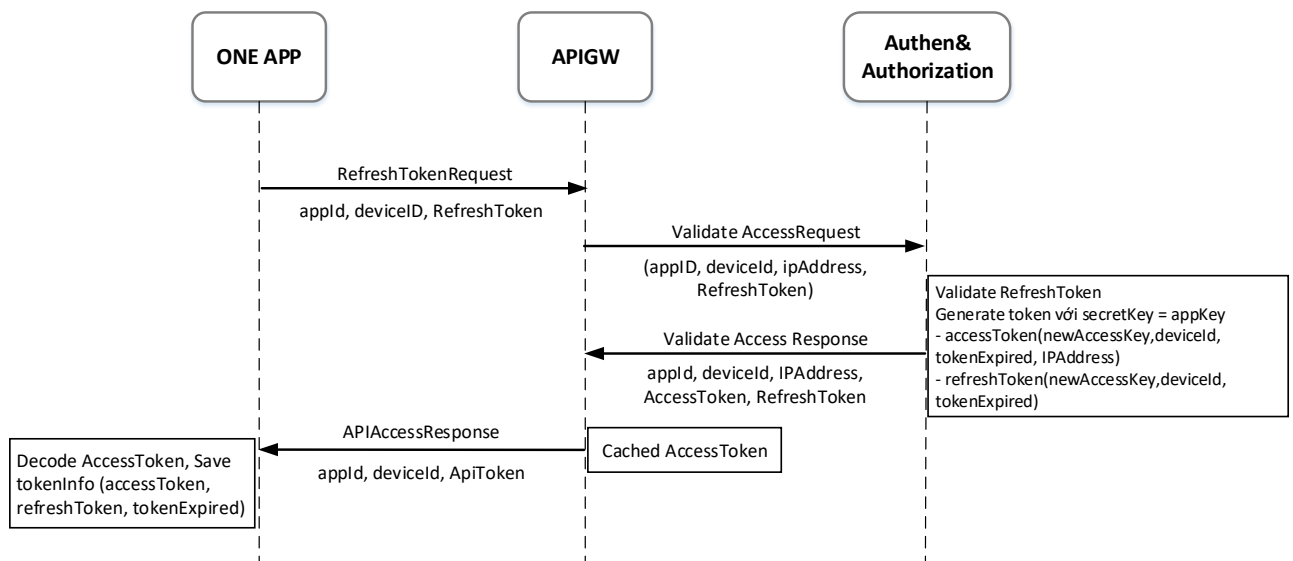 ONE APP
APIGW
Authen&
Authorization
RefreshTokenRequest
appId, deviceID, RefreshToken
Validate AccessRequest
(appID, deviceId, ipAddress,
RefreshToken)
Validate RefreshToken
Generate token với secretKey = appKey
- accessToken(newAccessKey,deviceId,
tokenExpired, IPAddress)
- refreshToken(newAccessKey,deviceId,
tokenExpired)
Validate Access Response
appId, deviceId, IPAddress,
AccessToken, RefreshToken
APIAccessResponse
appId, deviceId, ApiToken
Cached AccessToken
Decode AccessToken, Save
tokenInfo (accessToken,
refreshToken, tokenExpired)